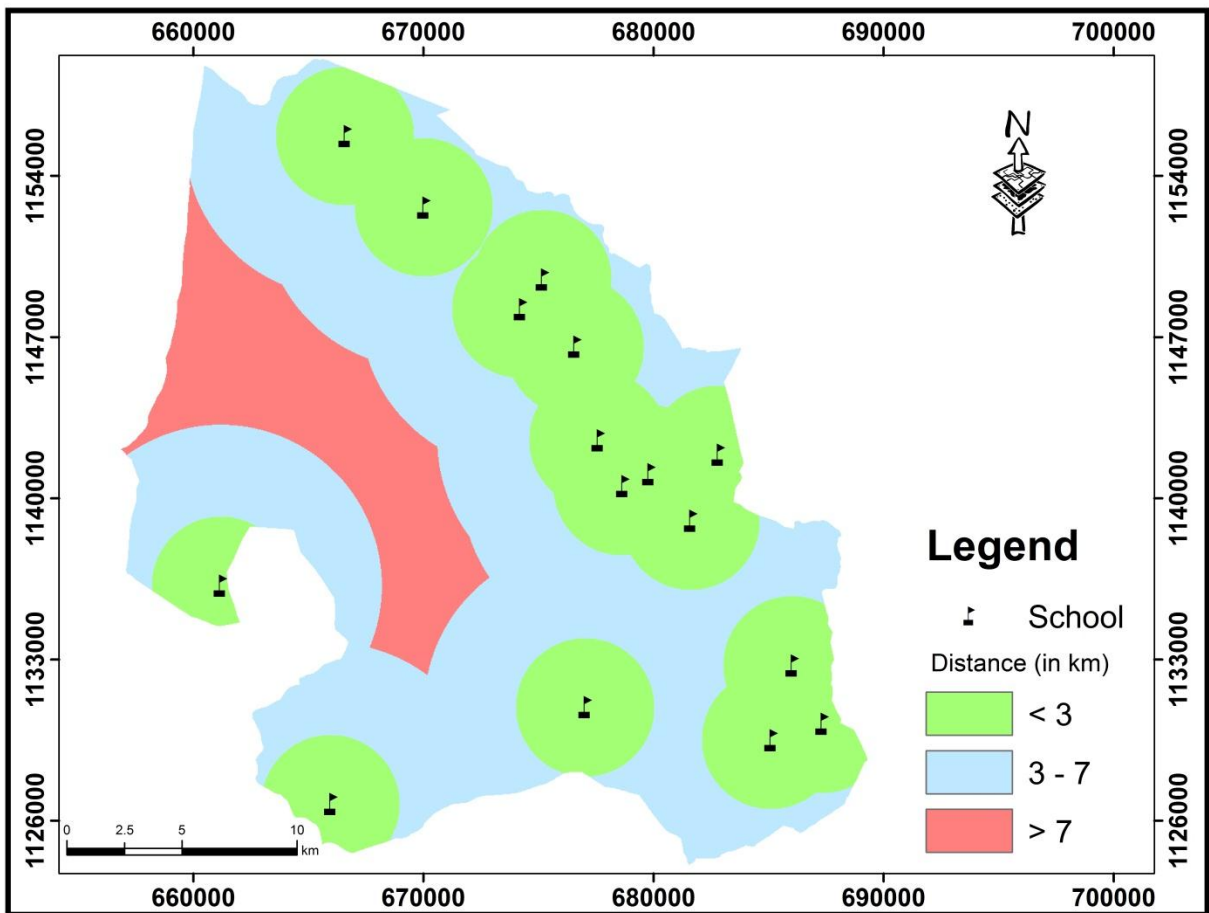 660000 670000 680000 690000 700000
1154000 1154000
1147000 1147000
1140000 1140000
1133000 1133000
1126000 1126000
N
Legend
School
Distance (in km)
< 3
3 - 7
> 7
0 2.5 5 10
km
660000 670000 680000 690000 700000